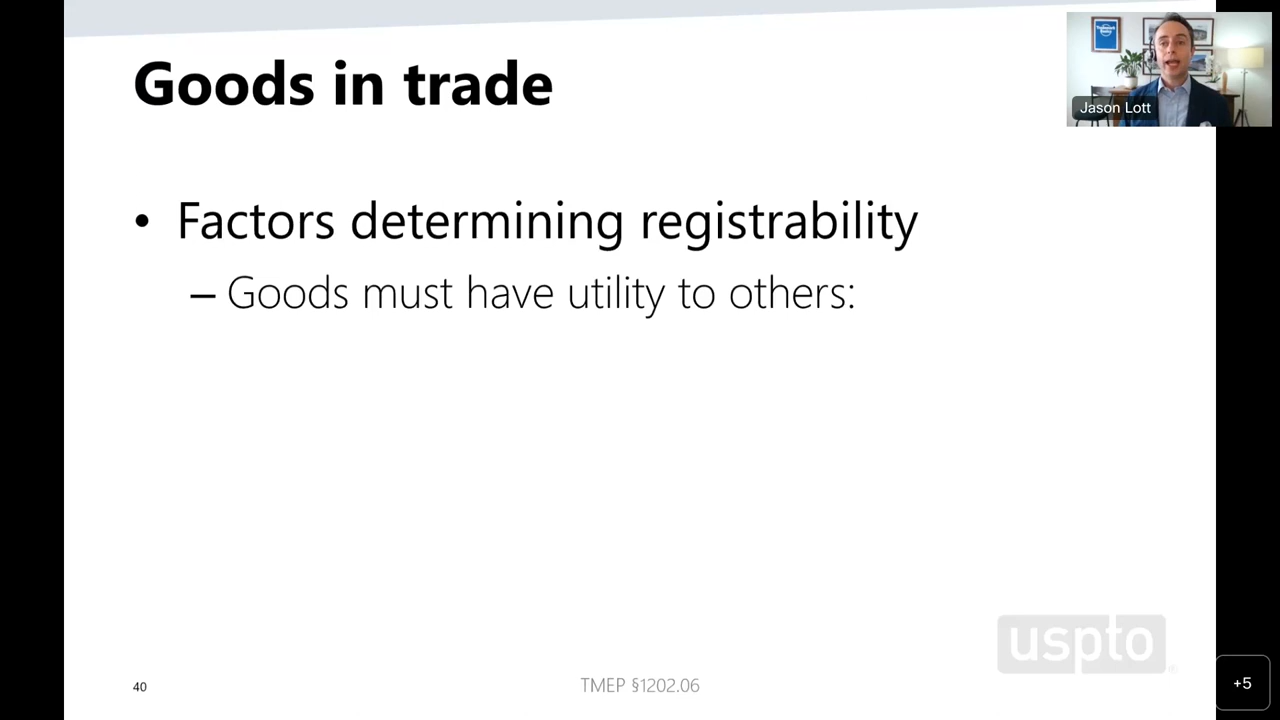 Goods in trade
Jason Lott
• Factors determining registrability
– Goods must have utility to others:
uspto
40
TMEP §1202.06
+5